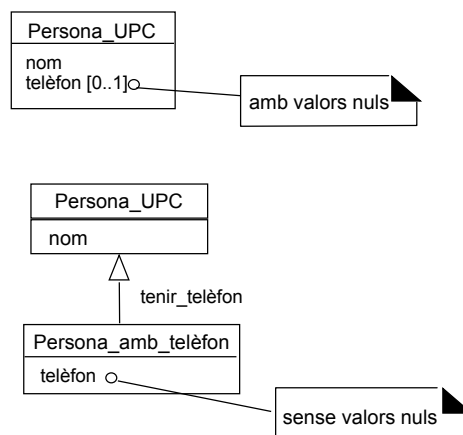 Persona_UPC
nom
telèfon [0..1]
amb valors nuls
Persona_UPC
nom
tenir_telèfon
Persona_amb_telèfon
telèfon
sense valors nuls